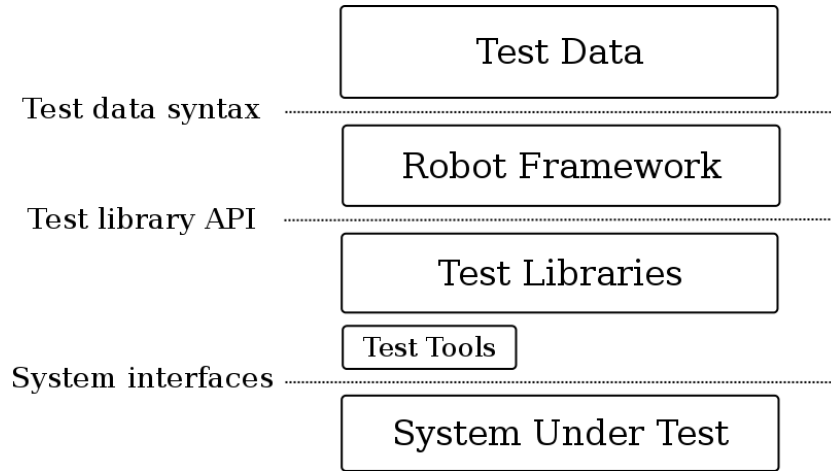 Test Data
Test data syntax
Robot Framework
Test library API
Test Libraries
Test Tools
System interfaces
System Under Test